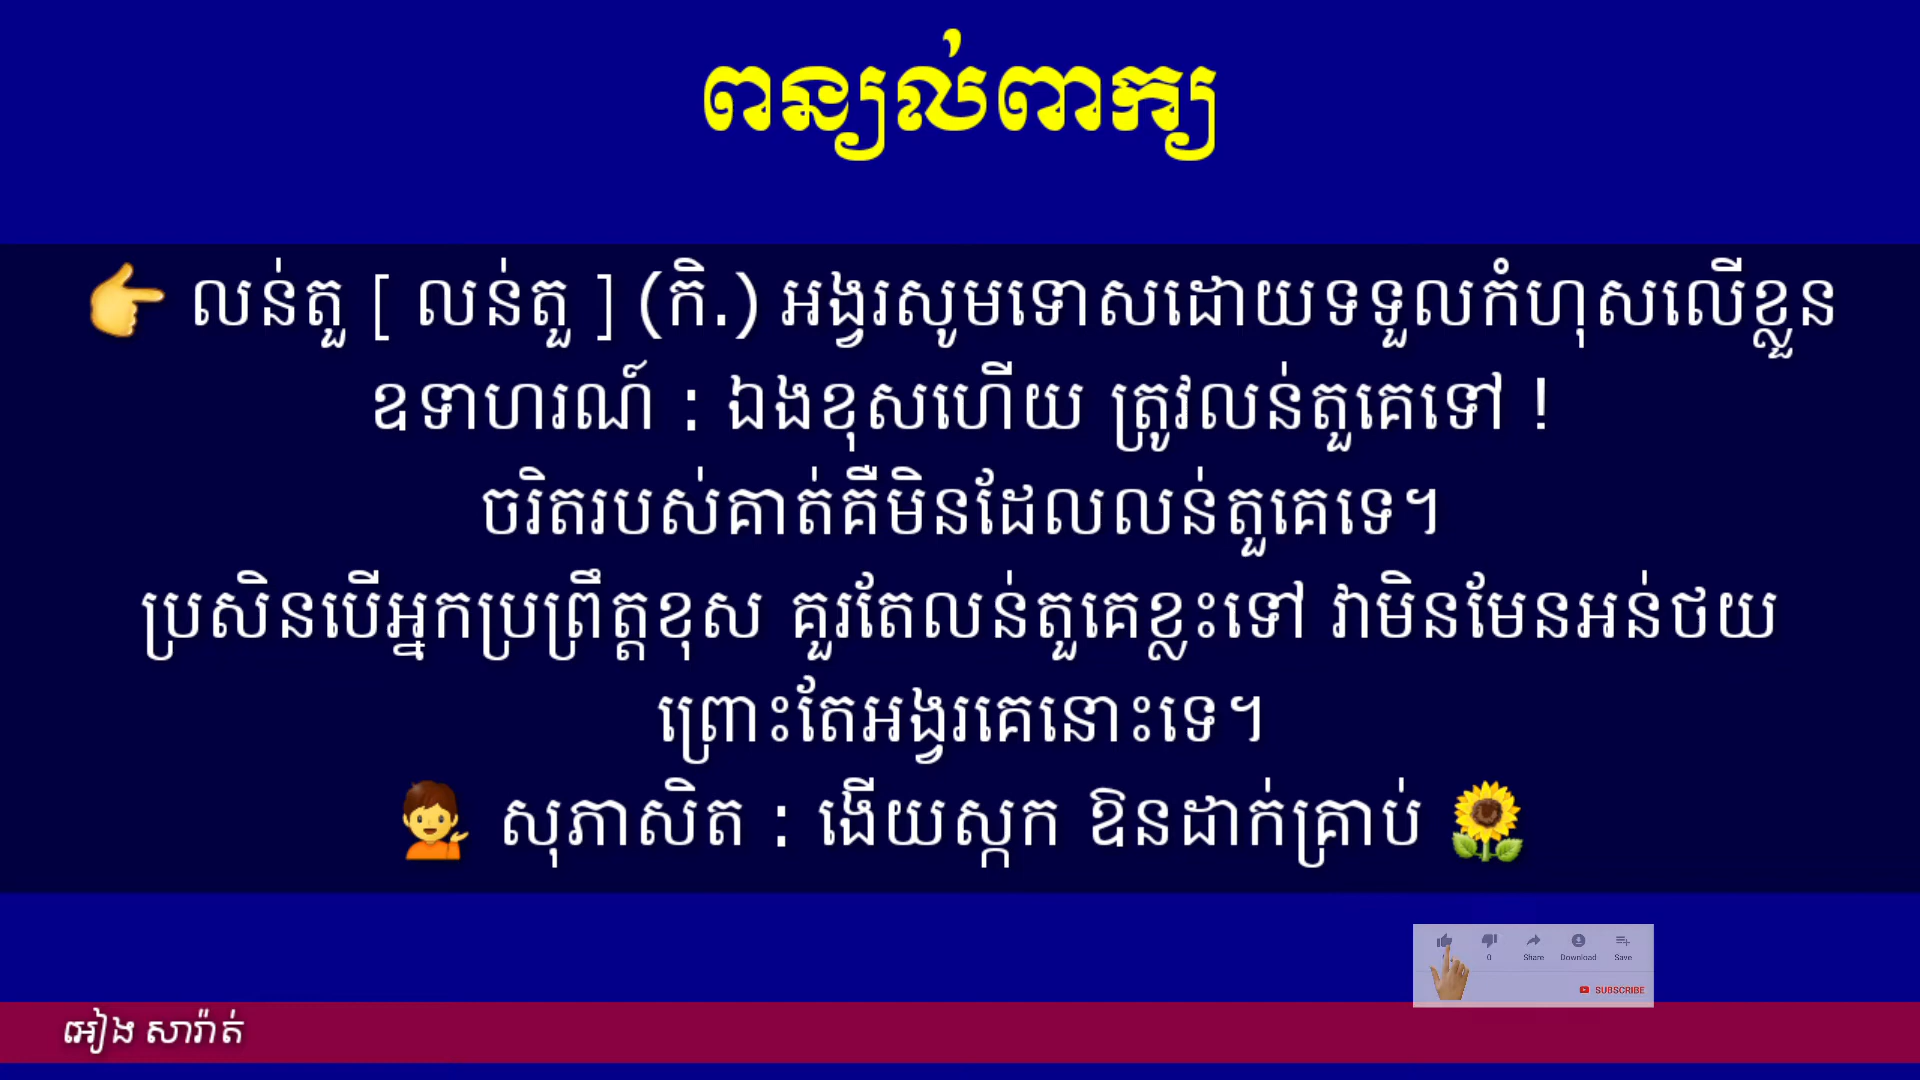 ពន្យល់ពាក្យ
👉 លន់តួ [ លន់តួ ] (កិ.) អង្វរសូមទោសដោយទទួលកំហុសលើខ្លួន
ឧទាហរណ៍ : ឯងខុសហើយ ត្រូវលន់តួគេទៅ !
ចរិតរបស់គាត់គឺមិនដែលលន់តួគេទេ។
ប្រសិនបើអ្នកប្រព្រឹត្តខុស គួរតែលន់តួគេខ្លះទៅ វាមិនមែនអន់ថយ
ព្រោះតែអង្វរគេនោះទេ។
💁 សុភាសិត : ងើយស្កក ឱនដាក់គ្រាប់ 🌻
0 Share Download Save
SUBSCRIBE
អៀង សារ៉ាត់